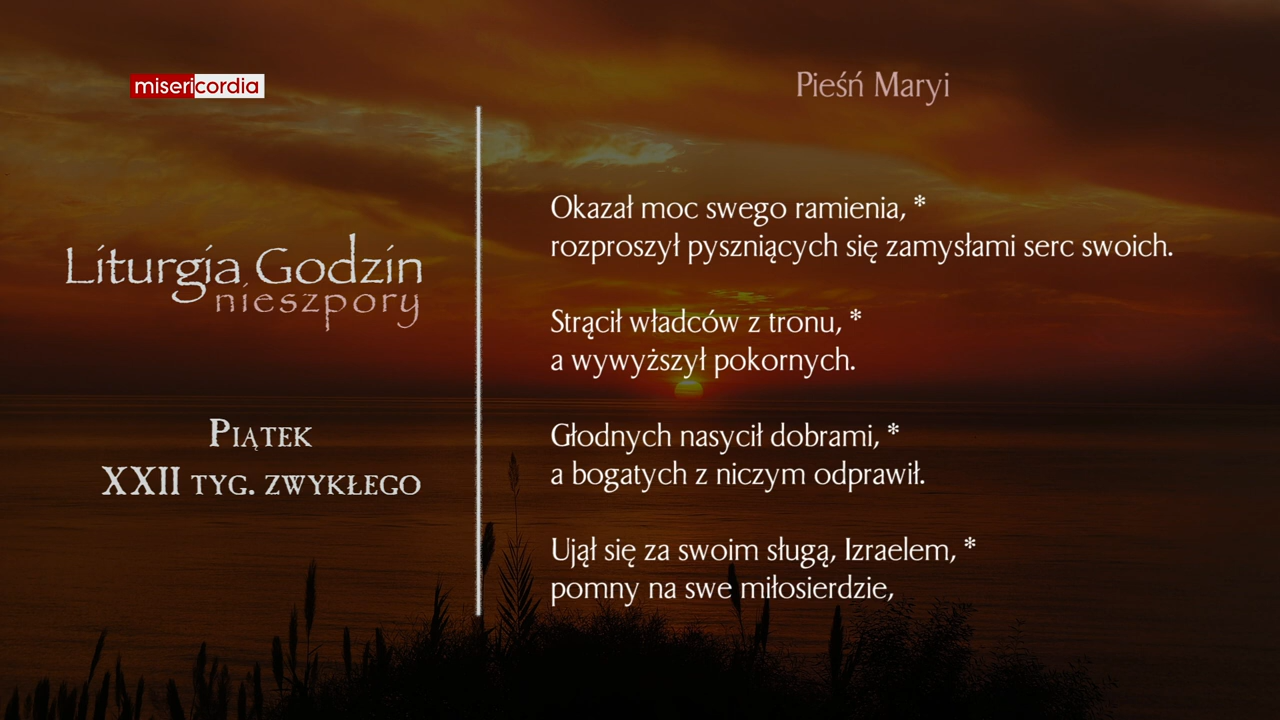 misericordia
Liturgia Godzin
nieszpory
Piątek
XXII tyg. zwykłego
Pieśń Maryi
Okazał moc swego ramienia, *
rozproszył pyszniących się zamysłami serc swoich.
Strącił władców z tronu, *
a wywyższył pokornych.
Głodnych nasycił dobrami, *
a bogatych z niczym odprawił.
Ujął się za swoim sługą, Izraelem, *
pomny na swe miłosierdzie,